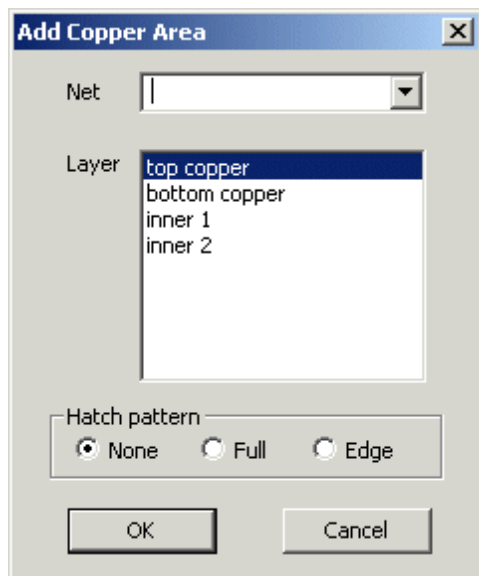 Add Copper Area
Net
Layer
top copper
bottom copper
inner 1
inner 2
Hatch pattern
None Full Edge
OK Cancel